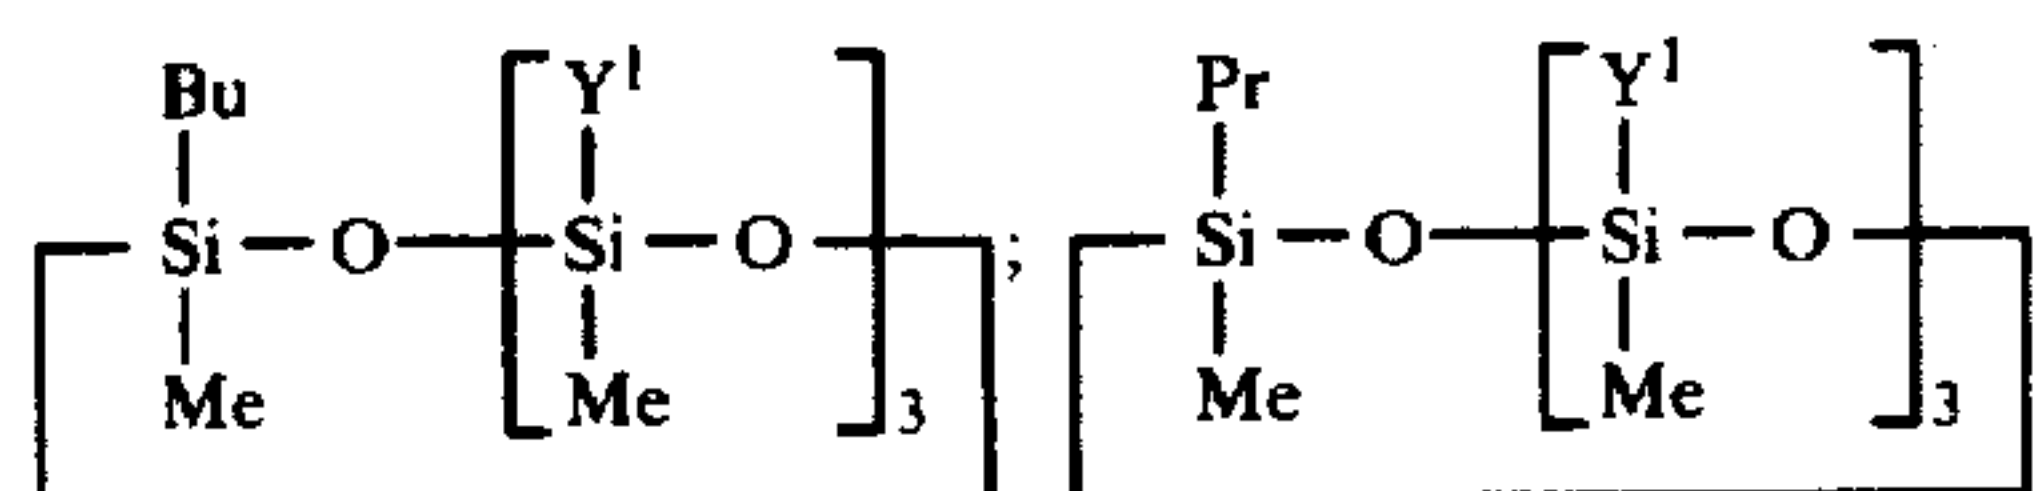 Bu Y¹ Pr Y¹
Si — O — Si — O ; Si — O — Si — O
Me Me 3 Me Me 3